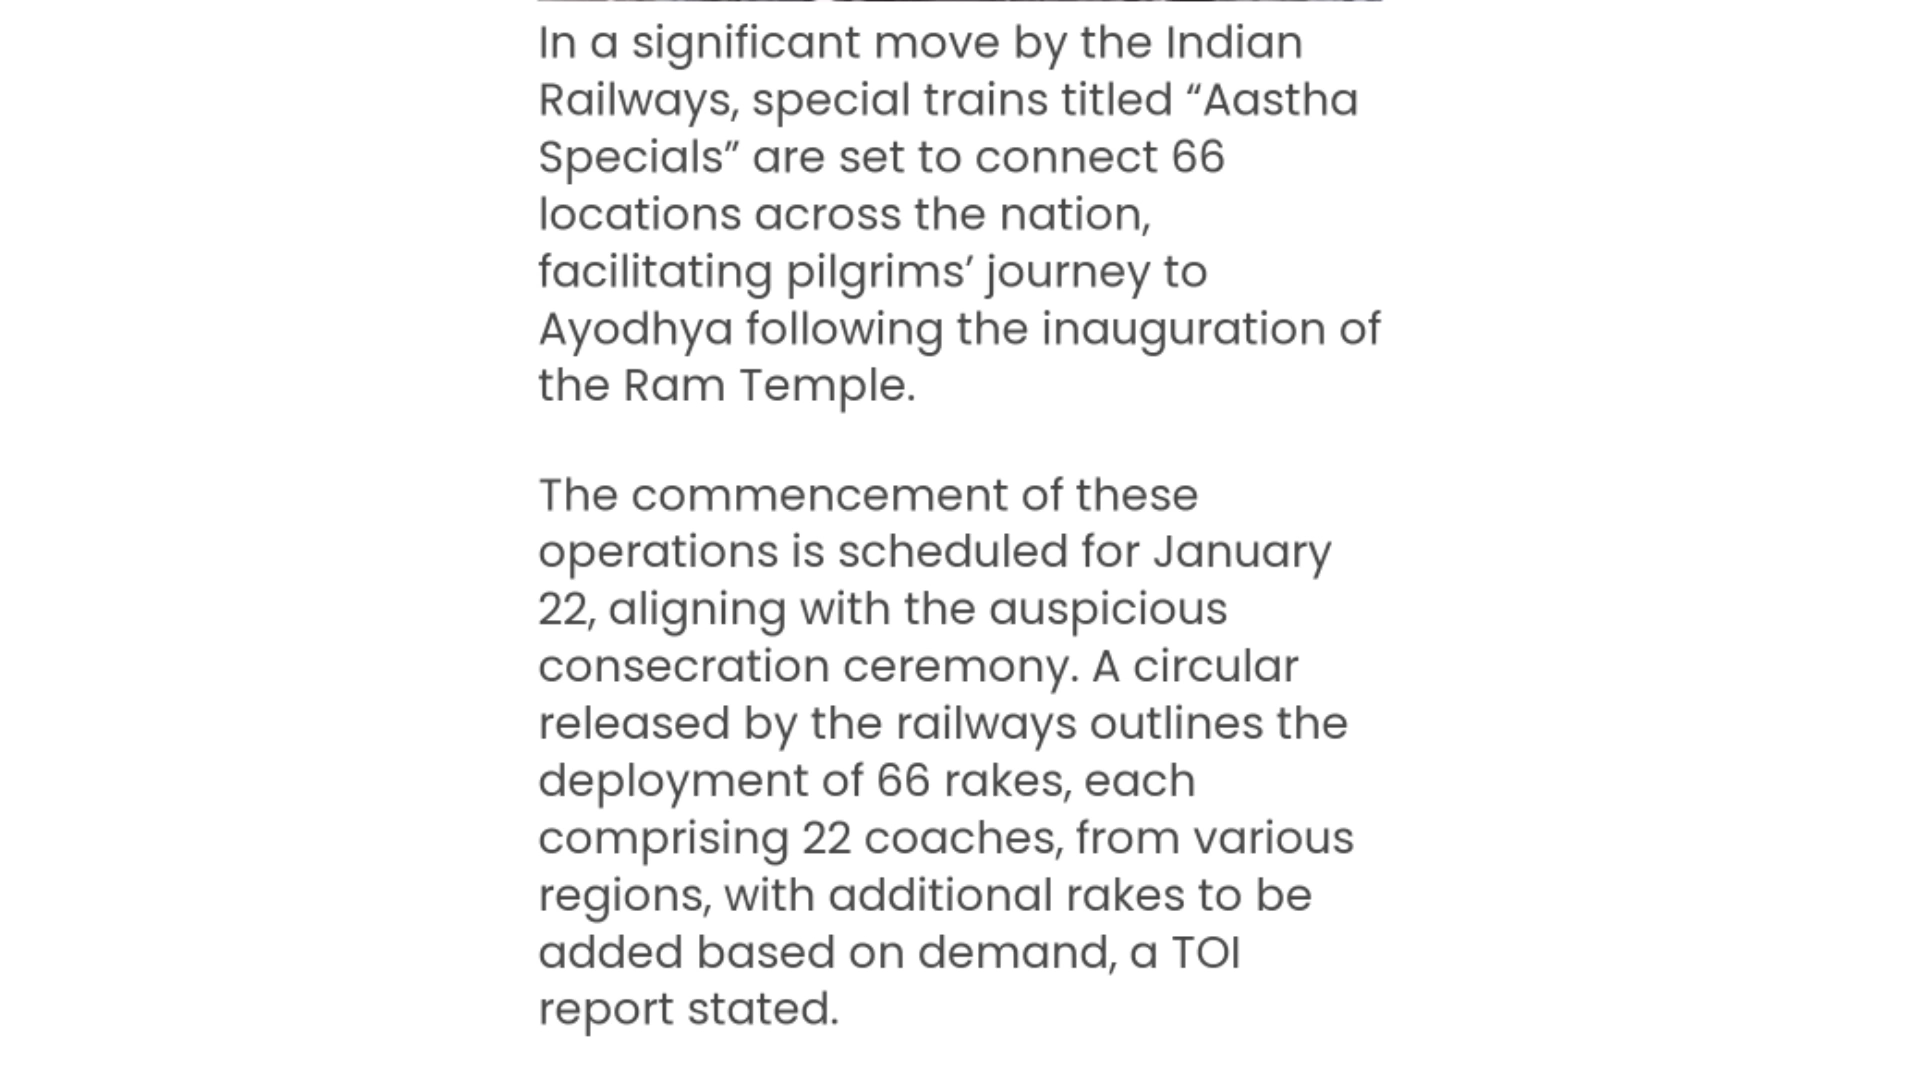 In a significant move by the Indian
Railways, special trains titled “Aastha
Specials” are set to connect 66
locations across the nation,
facilitating pilgrims’ journey to
Ayodhya following the inauguration of
the Ram Temple.
The commencement of these
operations is scheduled for January
22, aligning with the auspicious
consecration ceremony. A circular
released by the railways outlines the
deployment of 66 rakes, each
comprising 22 coaches, from various
regions, with additional rakes to be
added based on demand, a TOI
report stated.